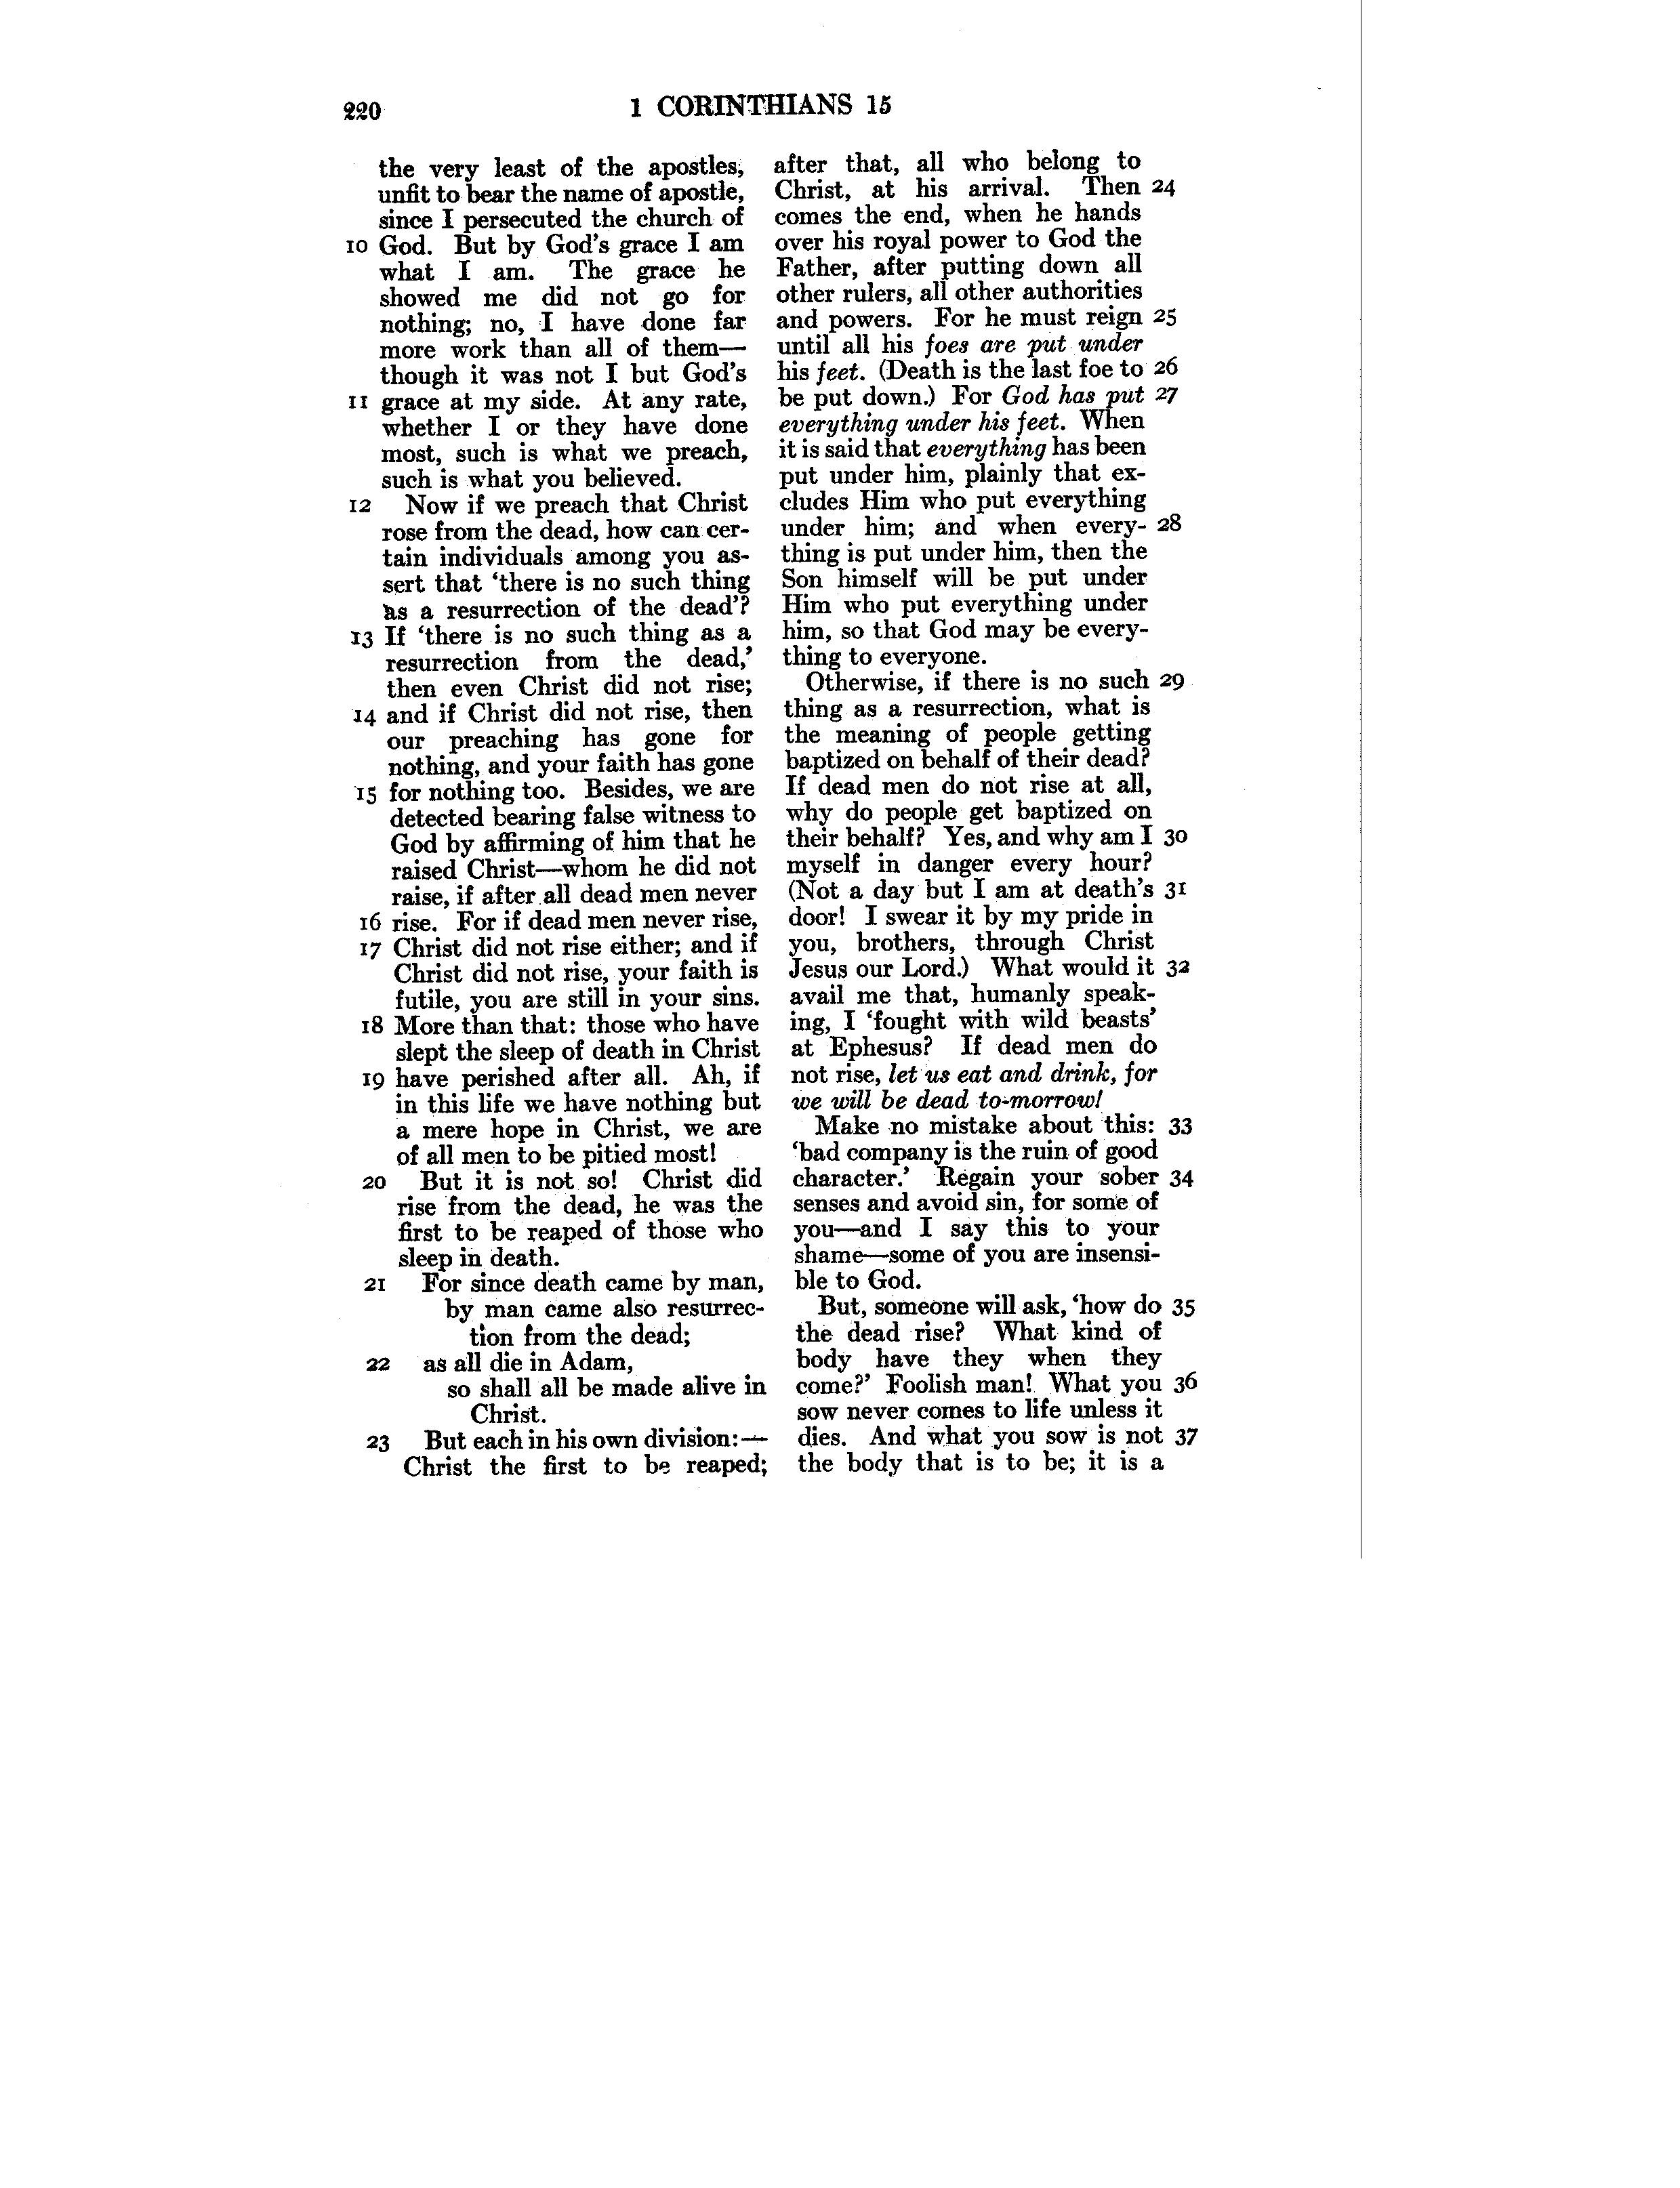 220
1 CORINTHIANS 15
the very least of the apostles,
unfit to bear the name of apostle,
since I persecuted the church of
10 God. But by God's grace I am
what I am. The grace he
showed me did not go for
nothing; no, I have done far
more work than all of them—
though it was not I but God's
11 grace at my side. At any rate,
whether I or they have done
most, such is what we preach,
such is what you believed.
12 Now if we preach that Christ
rose from the dead, how can cer-
tain individuals among you as-
sert that ‘there is no such thing
as a resurrection of the dead’?
13 If ‘there is no such thing as a
resurrection from the dead,’
then even Christ did not rise;
14 and if Christ did not rise, then
our preaching has gone for
nothing, and your faith has gone
15 for nothing too. Besides, we are
detected bearing false witness to
God by affirming of him that he
raised Christ—whom he did not
raise, if after all dead men never
16 rise. For if dead men never rise,
17 Christ did not rise either; and if
Christ did not rise, your faith is
futile, you are still in your sins.
18 More than that: those who have
slept the sleep of death in Christ
19 have perished after all. Ah, if
in this life we have nothing but
a mere hope in Christ, we are
of all men to be pitied most!
20 But it is not so! Christ did
rise from the dead, he was the
first to be reaped of those who
sleep in death.
21 For since death came by man,
by man came also resurrec-
tion from the dead;
22 as all die in Adam,
so shall all be made alive in
Christ.
23 But each in his own division:—
Christ the first to be reaped;
after that, all who belong to
Christ, at his arrival. Then 24
comes the end, when he hands
over his royal power to God the
Father, after putting down all
other rulers, all other authorities
and powers. For he must reign 25
until all his foes are put under
his feet. (Death is the last foe to 26
be put down.) For God has put 27
everything under his feet. When
it is said that everything has been
put under him, plainly that ex-
cludes Him who put everything
under him; and when every- 28
thing is put under him, then the
Son himself will be put under
Him who put everything under
him, so that God may be every-
thing to everyone.
Otherwise, if there is no such 29
thing as a resurrection, what is
the meaning of people getting
baptized on behalf of their dead?
If dead men do not rise at all,
why do people get baptized on
their behalf? Yes, and why am I 30
myself in danger every hour?
(Not a day but I am at death's 31
door! I swear it by my pride in
you, brothers, through Christ
Jesus our Lord.) What would it 32
avail me that, humanly speak-
ing, I ‘fought with wild beasts’
at Ephesus? If dead men do
not rise, let us eat and drink, for
we will be dead to-morrow!
Make no mistake about this: 33
‘bad company is the ruin of good
character.’ Regain your sober 34
senses and avoid sin, for some of
you—and I say this to your
shame—some of you are insensi-
ble to God.
But, someone will ask, ‘how do 35
the dead rise? What kind of
body have they when they
come?’ Foolish man! What you 36
sow never comes to life unless it
dies. And what you sow is not 37
the body that is to be; it is a